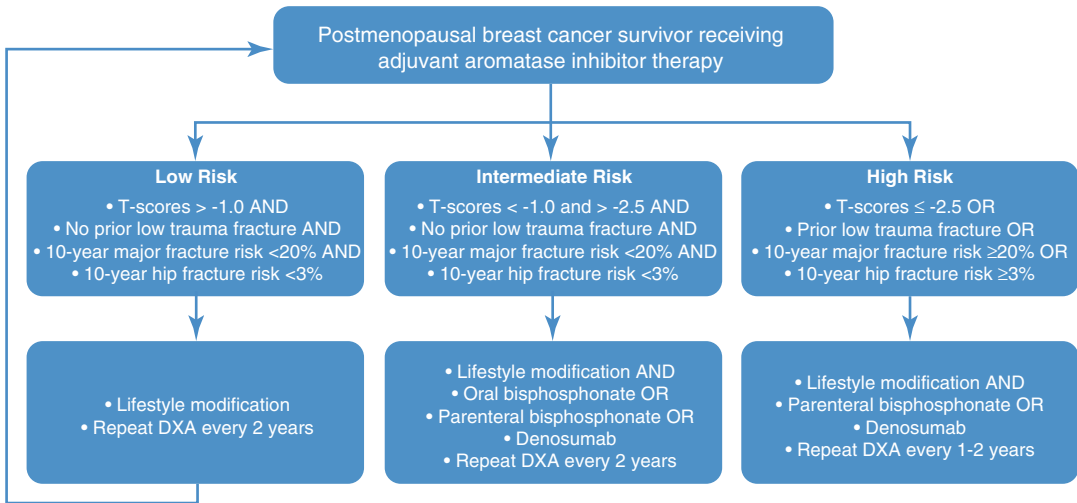 Postmenopausal breast cancer survivor receiving
adjuvant aromatase inhibitor therapy
Low Risk
• T-scores > -1.0 AND
• No prior low trauma fracture AND
• 10-year major fracture risk <20% AND
• 10-year hip fracture risk <3%
Intermediate Risk
• T-scores < -1.0 and > -2.5 AND
• No prior low trauma fracture AND
• 10-year major fracture risk <20% AND
• 10-year hip fracture risk <3%
High Risk
• T-scores ≤ -2.5 OR
• Prior low trauma fracture OR
• 10-year major fracture risk ≥20% OR
• 10-year hip fracture risk ≥3%
• Lifestyle modification
• Repeat DXA every 2 years
• Lifestyle modification AND
• Oral bisphosphonate OR
• Parenteral bisphosphonate OR
• Denosumab
• Repeat DXA every 2 years
• Lifestyle modification AND
• Parenteral bisphosphonate OR
• Denosumab
• Repeat DXA every 1-2 years